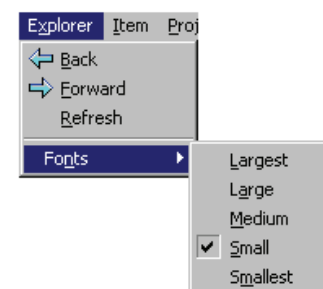 Explorer Item Proj
Back
Forward
Refresh
Fonts
Largest
Large
Medium
Small
Smallest